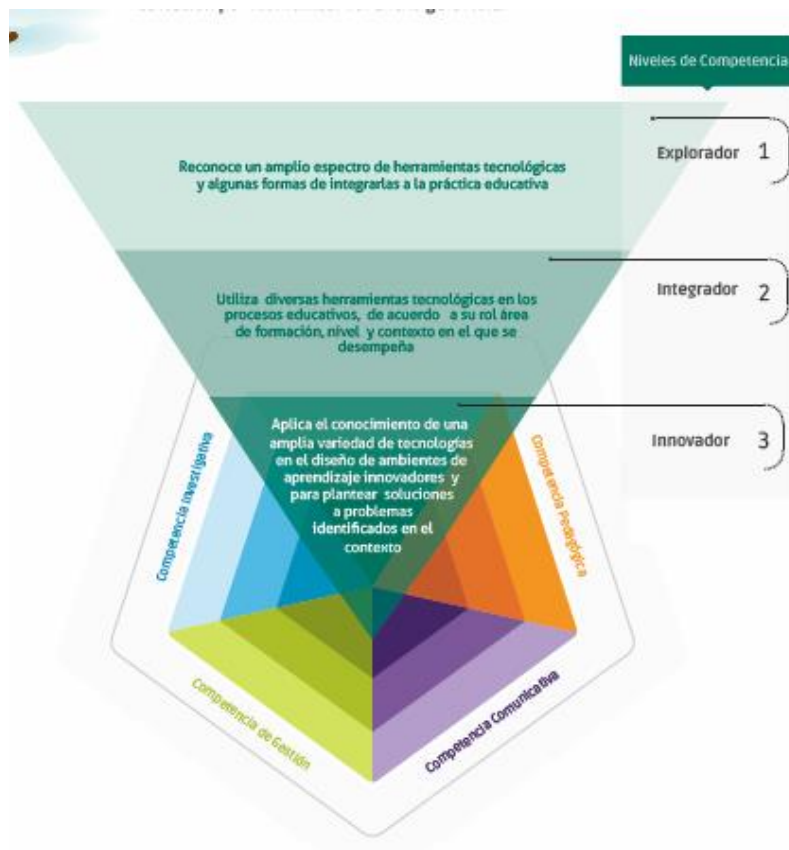 Niveles de Competencia
Explorador 1
Reconoce un amplio espectro de herramientas tecnológicas
y algunas formas de integrarlas a la práctica educativa
Integrador 2
Utiliza diversas herramientas tecnológicas en los
procesos educativos, de acuerdo a su rol área
de formación, nivel y contexto en el que se
desempeña
Innovador 3
Aplica el conocimiento de una
amplia variedad de tecnologías
en el diseño de ambientes de
aprendizaje innovadores y
para plantear soluciones
a problemas
identificados en el
contexto
Competencia Investigativa
Competencia Pedagógica
Competencia de Gestión
Competencia Comunicativa